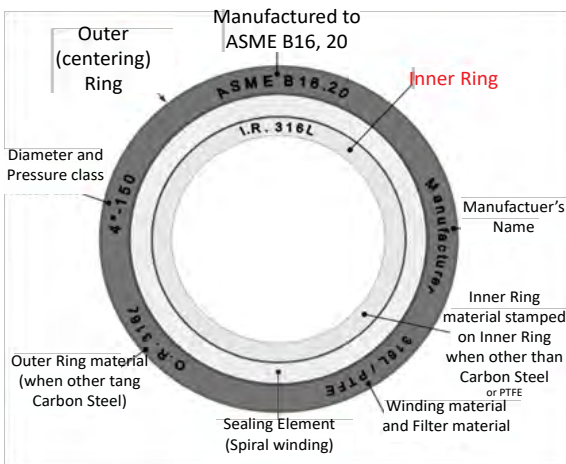 Manufactured to
ASME B16, 20
Outer
(centering)
Ring
Inner Ring
ASME B16.20
I.R. 316L
Diameter and
Pressure class
4"-150
Manufacturer
Manufactuer's
Name
Inner Ring
material stamped
on Inner Ring
when other than
Carbon Steel
or PTFE
O.R. 316L
316L / PTFE
Outer Ring material
(when other tang
Carbon Steel)
Winding material
and Filter material
Sealing Element
(Spiral winding)